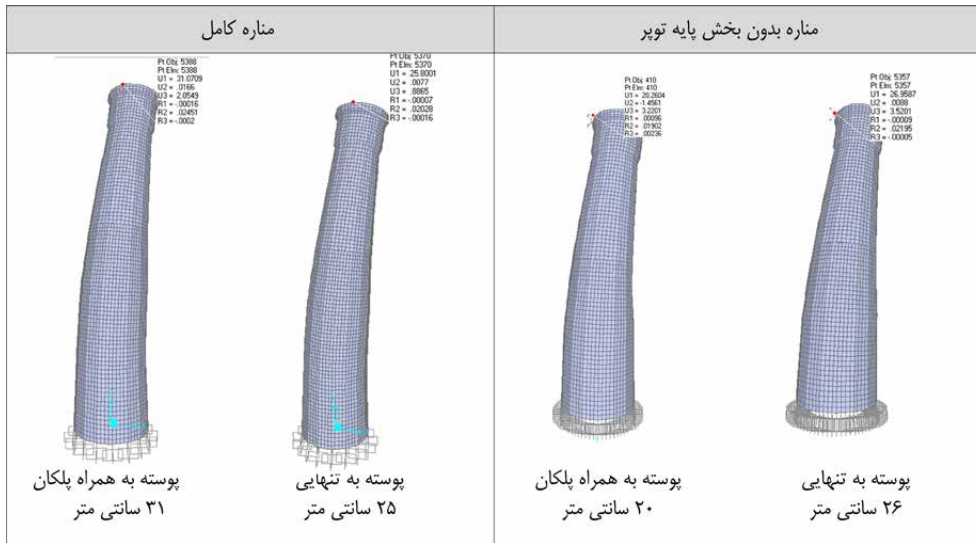 مناره بدون بخش پایه توپر
مناره کامل
Pt Obj: 5388
Pt Elm: 5388
U1 = 31.0709
U2 = .0166
U3 = 2.0549
R1 = -.00016
R2 = .02451
R3 = -.0002
Pt Obj: 5370
Pt Elm: 5370
U1 = 25.8001
U2 = .0077
U3 = .8865
R1 = -.00007
R2 = .02028
R3 = -.00016
Pt Obj: 410
Pt Elm: 410
U1 = 20.2604
U2 = -1.4561
U3 = 3.2201
R1 = .00096
R2 = .01902
R3 = .00236
Pt Obj: 5357
Pt Elm: 5357
U1 = 26.9587
U2 = .0088
U3 = 3.5201
R1 = -.00009
R2 = .02195
R3 = -.00005
پوسته به تنهایی
۲۶ سانتی متر
پوسته به همراه پلکان
۲۰ سانتی متر
پوسته به تنهایی
۲۵ سانتی متر
پوسته به همراه پلکان
۳۱ سانتی متر